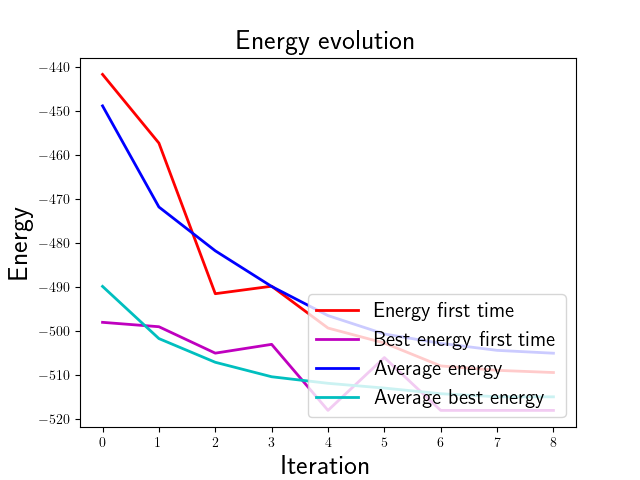 Energy evolution
Energy
−440
−450
−460
−470
−480
−490
−500
−510
−520
Energy first time
Best energy first time
Average energy
Average best energy
0 1 2 3 4 5 6 7 8
Iteration